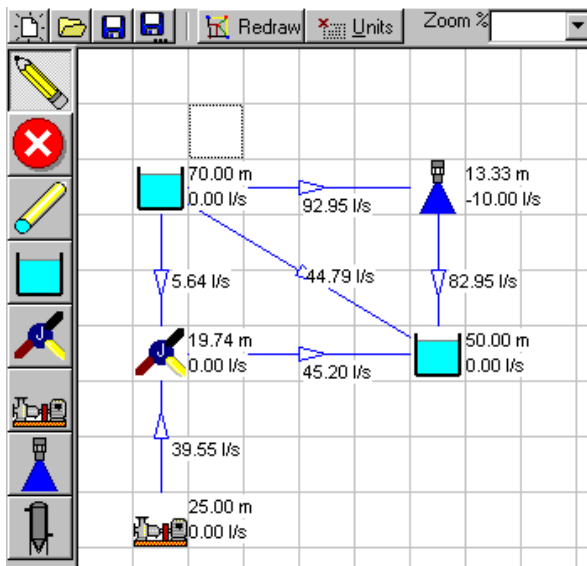 Redraw Units Zoom %
70.00 m
0.00 l/s
92.95 l/s
13.33 m
-10.00 l/s
5.64 l/s
44.79 l/s
82.95 l/s
J
J
19.74 m
0.00 l/s
45.20 l/s
50.00 m
0.00 l/s
39.55 l/s
25.00 m
0.00 l/s